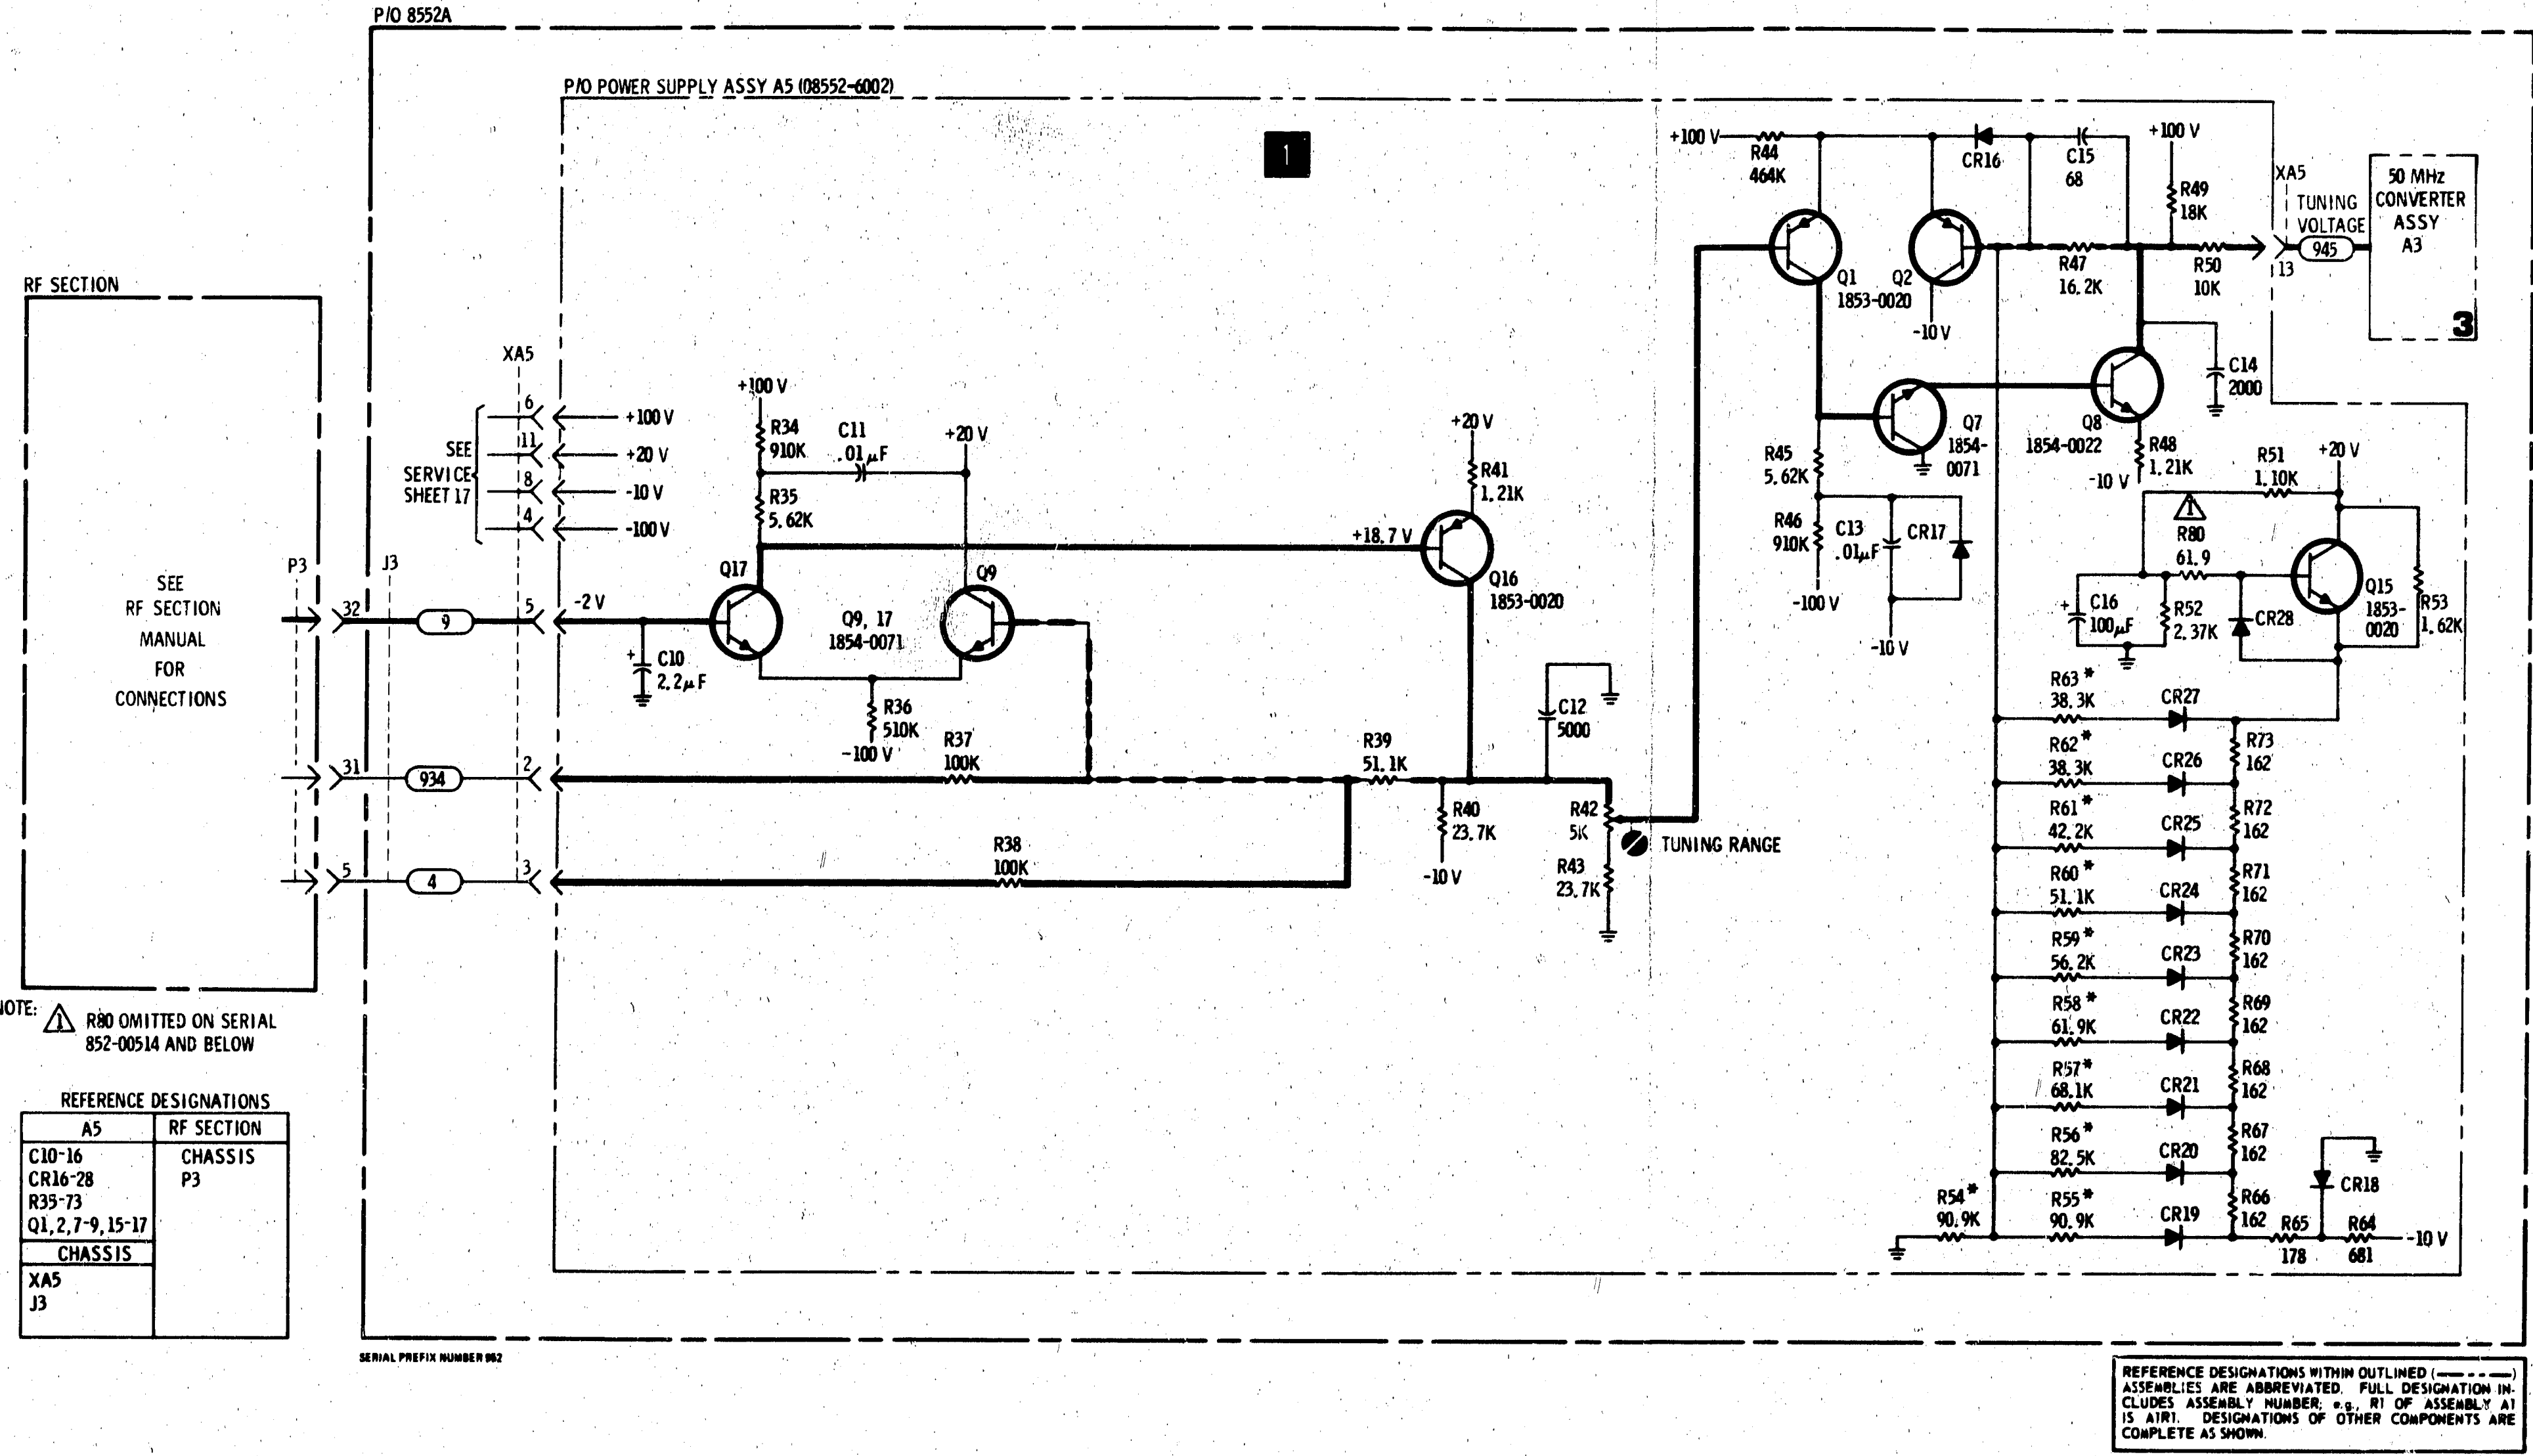 P/O 8552A
P/O POWER SUPPLY ASSY A5 (08552-6002)
1
RF SECTION
SEE
RF SECTION
MANUAL
FOR
CONNECTIONS
P3
J3
XA5
32
31
5
9
934
4
5
2
3
SEE
SERVICE
SHEET 17
6
11
8
4
+100 V
+20 V
-10 V
-100 V
-2 V
C10
2.2µF
+
+100 V
R34
910K
C11
.01µF
+20 V
R35
5.62K
Q17
Q9
Q9, 17
1854-0071
R36
510K
-100 V
R37
100K
R38
100K
+18.7 V
+20 V
R41
1.21K
Q16
1853-0020
C12
5000
R39
51.1K
R40
23.7K
-10 V
R42
5K
R43
23.7K
TUNING RANGE
+100 V
R44
464K
CR16
C15
68
+100 V
R49
18K
Q1
Q2
1853-0020
-10 V
R47
16.2K
R50
10K
XA5
13
TUNING
VOLTAGE
945
50 MHz
CONVERTER
ASSY
A3
3
Q7
1854-
0071
Q8
1854-0022
C14
2000
R45
5.62K
R46
910K
-100 V
C13
.01µF
CR17
-10 V
R48
1.21K
-10 V
R51
1.10K
+20 V
1
R80
61.9
+
C16
100µF
R52
2.37K
CR28
Q15
1853-
0020
R53
1.62K
R63*
38.3K
CR27
R73
162
R62*
38.3K
CR26
R72
162
R61*
42.2K
CR25
R71
162
R60*
51.1K
CR24
R70
162
R59*
56.2K
CR23
R69
162
R58*
61.9K
CR22
R68
162
R57*
68.1K
CR21
R67
162
R56*
82.5K
CR20
R66
162
R54*
90.9K
R55*
90.9K
CR19
R65
178
CR18
R64
681
-10 V
NOTE: 1 R80 OMITTED ON SERIAL
852-00514 AND BELOW
REFERENCE DESIGNATIONS
A5
C10-16
CR16-28
R35-73
Q1,2,7-9,15-17
CHASSIS
XA5
J3
RF SECTION
CHASSIS
P3
SERIAL PREFIX NUMBER 952
REFERENCE DESIGNATIONS WITHIN OUTLINED (— - - —)
ASSEMBLIES ARE ABBREVIATED. FULL DESIGNATION IN-
CLUDES ASSEMBLY NUMBER; e.g., R1 OF ASSEMBLY A1
IS A1R1. DESIGNATIONS OF OTHER COMPONENTS ARE
COMPLETE AS SHOWN.